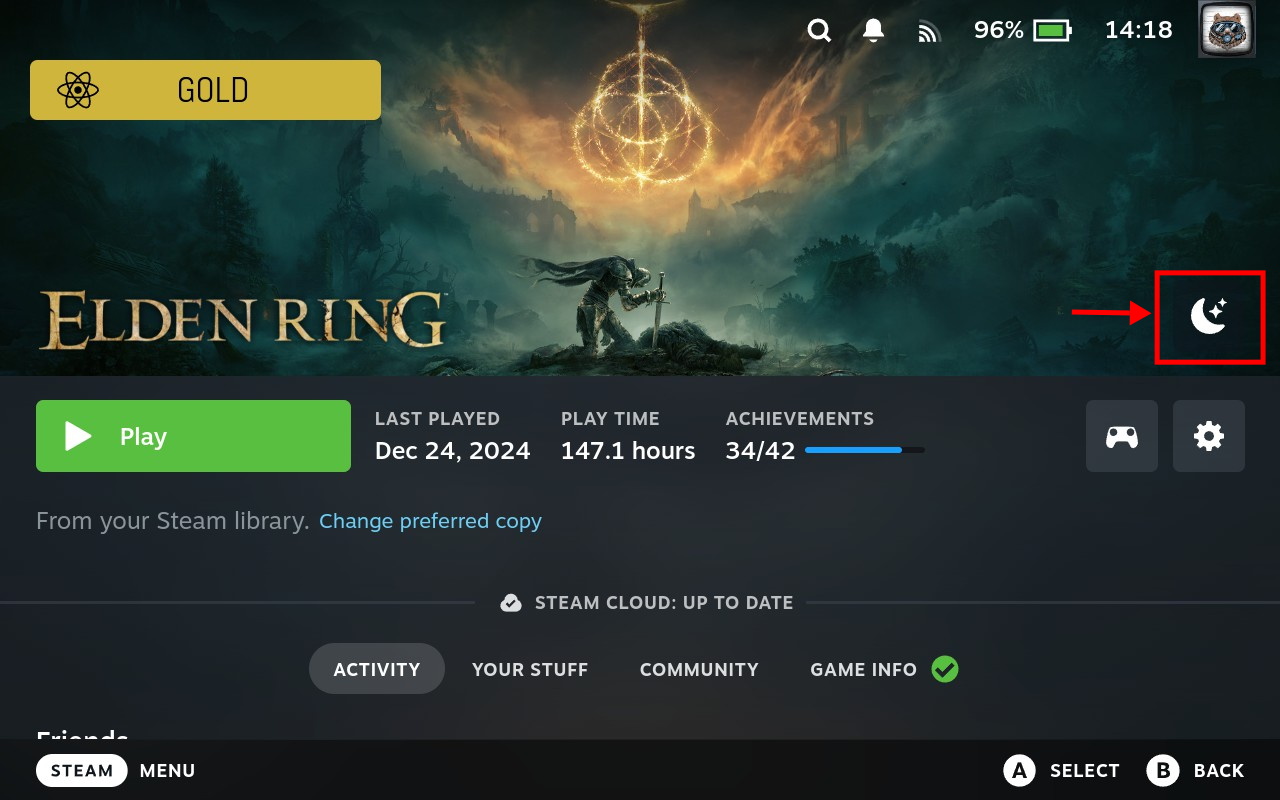 96%
14:18
GOLD
ELDEN RING
Play
LAST PLAYED
Dec 24, 2024
PLAY TIME
147.1 hours
ACHIEVEMENTS
34/42
From your Steam library. Change preferred copy
STEAM CLOUD: UP TO DATE
ACTIVITY
YOUR STUFF
COMMUNITY
GAME INFO
Friends
STEAM MENU
A SELECT
B BACK